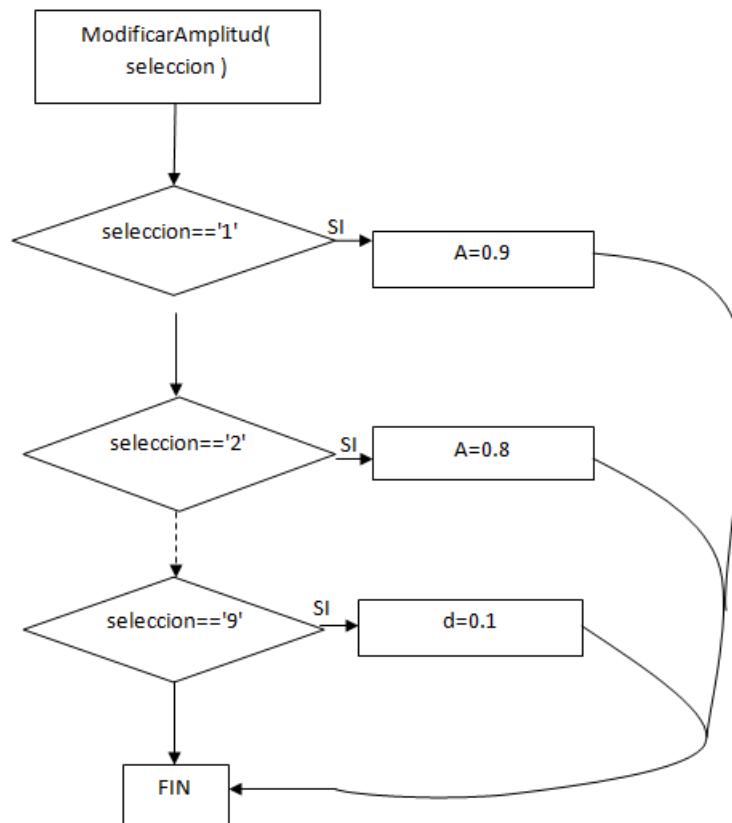 ModificarAmplitud(
seleccion )
seleccion=='1'
SI
A=0.9
seleccion=='2'
SI
A=0.8
seleccion=='9'
SI
d=0.1
FIN